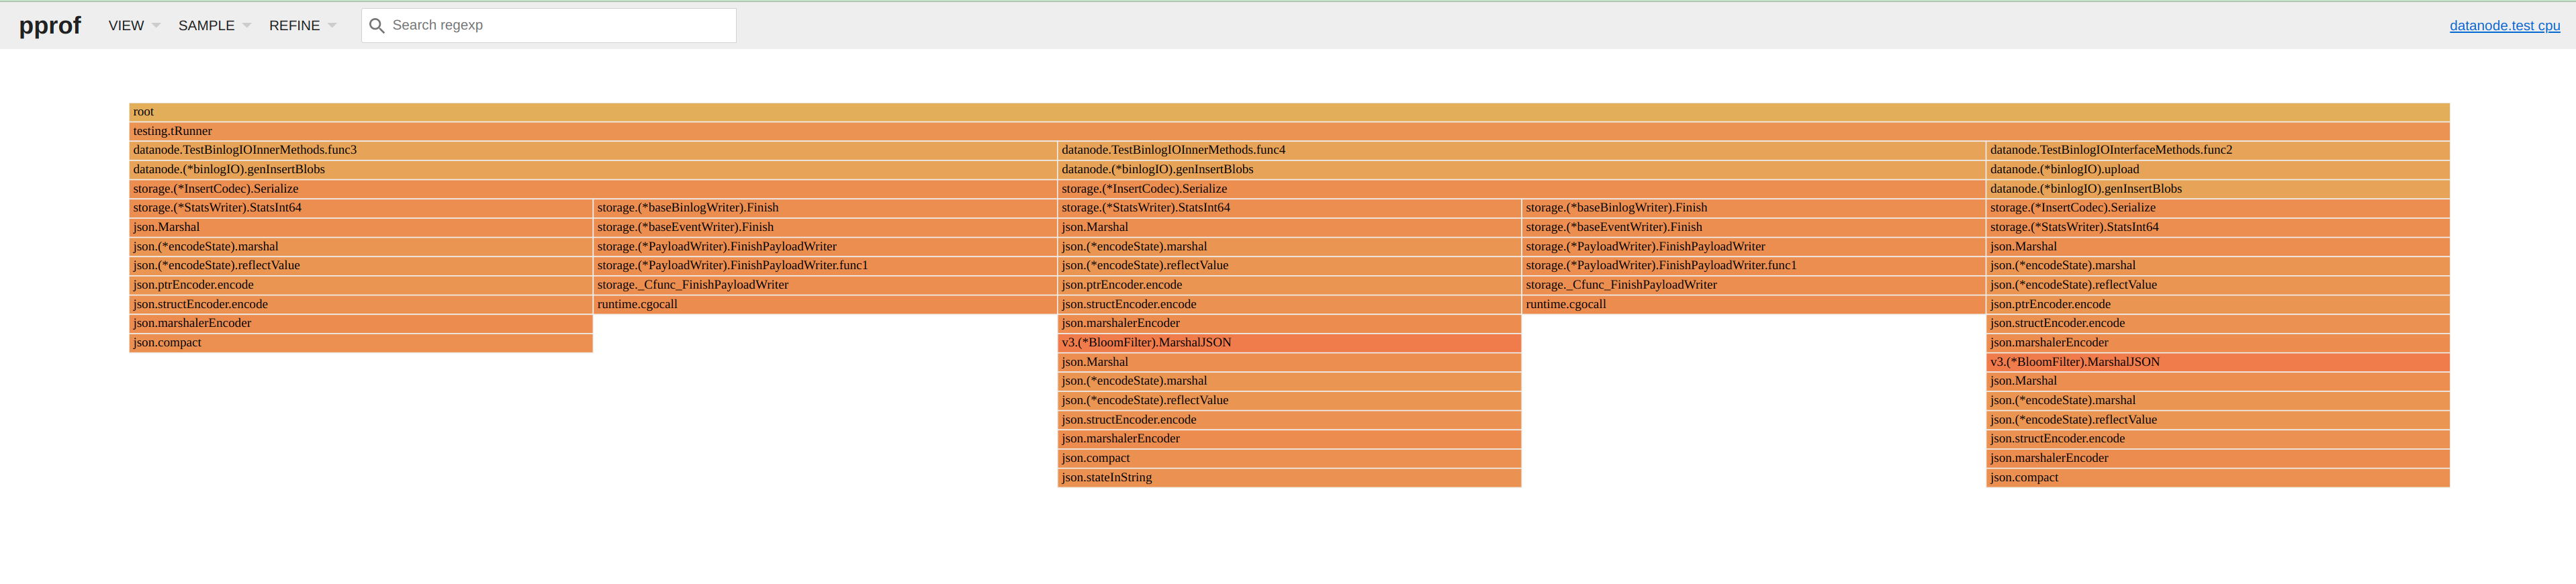 pprof VIEW SAMPLE REFINE Search regexp datanode.test cpu
root
testing.tRunner
datanode.TestBinlogIOInnerMethods.func3 datanode.TestBinlogIOInnerMethods.func4 datanode.TestBinlogIOInterfaceMethods.func2
datanode.(*binlogIO).genInsertBlobs datanode.(*binlogIO).genInsertBlobs datanode.(*binlogIO).upload
storage.(*InsertCodec).Serialize storage.(*InsertCodec).Serialize datanode.(*binlogIO).genInsertBlobs
storage.(*StatsWriter).StatsInt64 storage.(*baseBinlogWriter).Finish storage.(*StatsWriter).StatsInt64 storage.(*baseBinlogWriter).Finish storage.(*InsertCodec).Serialize
json.Marshal storage.(*baseEventWriter).Finish json.Marshal storage.(*baseEventWriter).Finish storage.(*StatsWriter).StatsInt64
json.(*encodeState).marshal storage.(*PayloadWriter).FinishPayloadWriter json.(*encodeState).marshal storage.(*PayloadWriter).FinishPayloadWriter json.Marshal
json.(*encodeState).reflectValue storage.(*PayloadWriter).FinishPayloadWriter.func1 json.(*encodeState).reflectValue storage.(*PayloadWriter).FinishPayloadWriter.func1 json.(*encodeState).marshal
json.ptrEncoder.encode storage._Cfunc_FinishPayloadWriter json.ptrEncoder.encode storage._Cfunc_FinishPayloadWriter json.(*encodeState).reflectValue
json.structEncoder.encode runtime.cgocall json.structEncoder.encode runtime.cgocall json.ptrEncoder.encode
json.marshalerEncoder json.marshalerEncoder json.structEncoder.encode
json.compact v3.(*BloomFilter).MarshalJSON json.marshalerEncoder
json.Marshal v3.(*BloomFilter).MarshalJSON
json.(*encodeState).marshal json.Marshal
json.(*encodeState).reflectValue json.(*encodeState).marshal
json.structEncoder.encode json.(*encodeState).reflectValue
json.marshalerEncoder json.structEncoder.encode
json.compact json.marshalerEncoder
json.stateInString json.compact